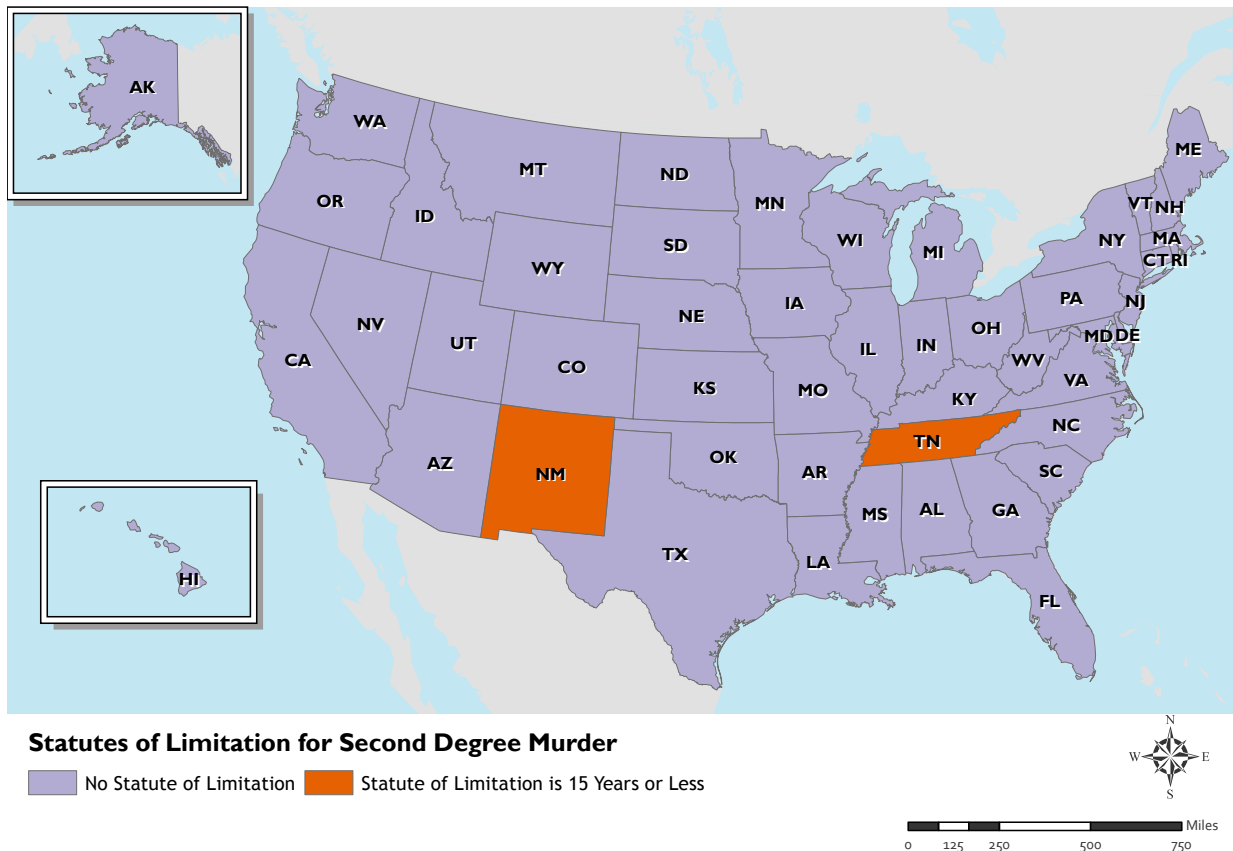 AK
WA
MT
ND
MN
ME
OR
ID
SD
WI
MI
VT
NH
NY
MA
CT
RI
WY
IA
PA
NJ
NV
NE
OH
IL
IN
MD
DE
WV
CA
UT
CO
KS
MO
KY
VA
NC
TN
AZ
NM
OK
AR
SC
MS
AL
GA
TX
LA
HI
FL
Statutes of Limitation for Second Degree Murder
No Statute of Limitation
Statute of Limitation is 15 Years or Less
N
W
E
S
Miles
0 125 250 500 750